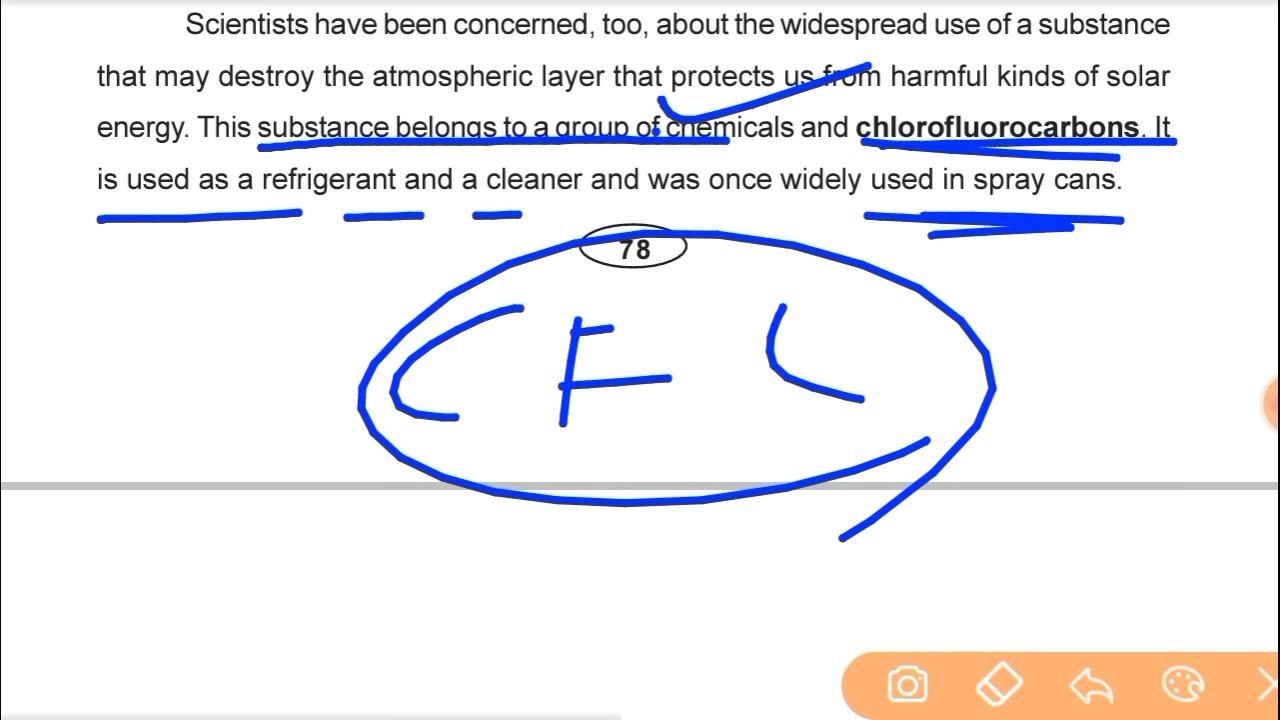 Scientists have been concerned, too, about the widespread use of a substance
that may destroy the atmospheric layer that protects us from harmful kinds of solar
energy. This substance belongs to a group of chemicals and chlorofluorocarbons. It
is used as a refrigerant and a cleaner and was once widely used in spray cans.
78
CFC